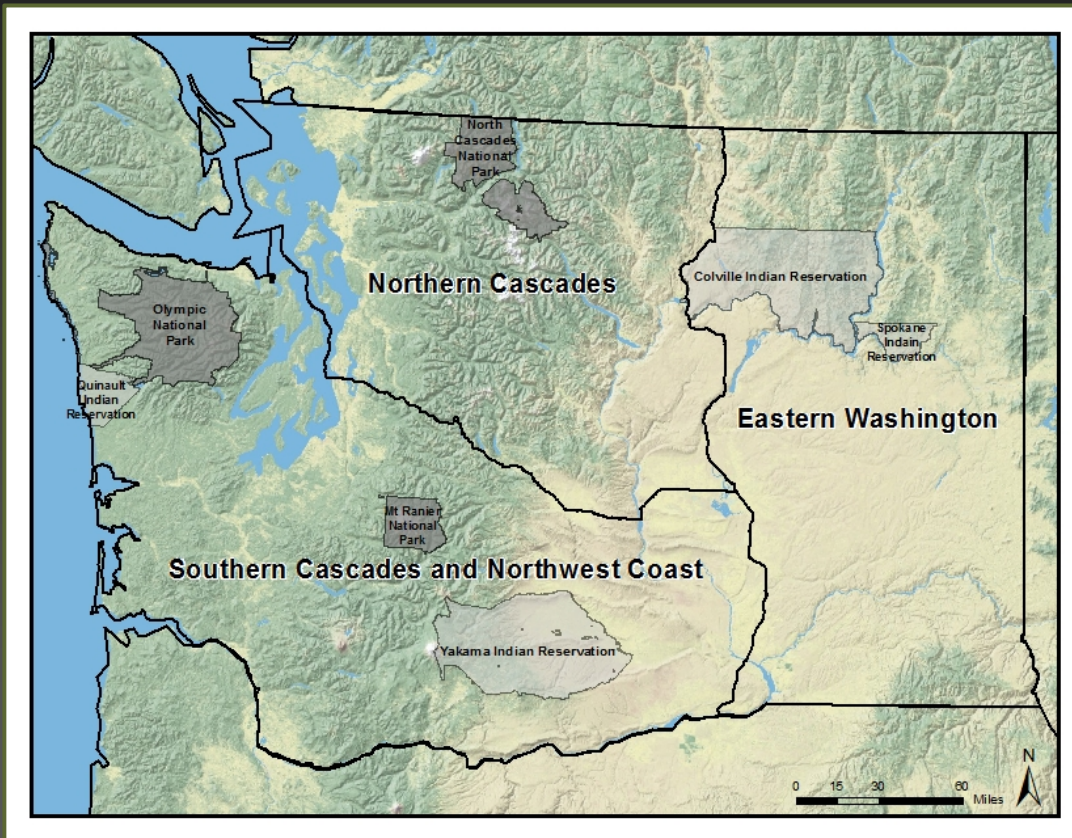 North
Cascades
National
Park
Northern Cascades
Colville Indian Reservation
Olympic
National
Park
Spokane
Indain
Reservation
Quinault
Indian
Reservation
Eastern Washington
Mt Ranier
National
Park
Southern Cascades and Northwest Coast
Yakama Indian Reservation
N
0 15 30 60
Miles